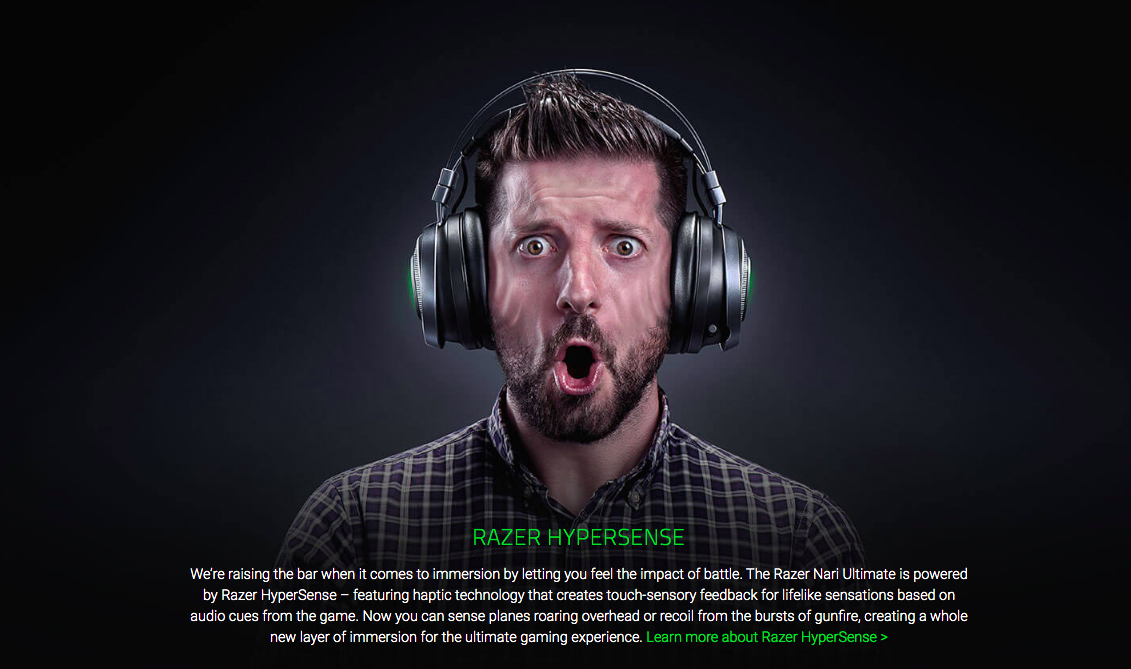 RAZER HYPERSENSE
We're raising the bar when it comes to immersion by letting you feel the impact of battle. The Razer Nari Ultimate is powered
by Razer HyperSense – featuring haptic technology that creates touch-sensory feedback for lifelike sensations based on
audio cues from the game. Now you can sense planes roaring overhead or recoil from the bursts of gunfire, creating a whole
new layer of immersion for the ultimate gaming experience. Learn more about Razer HyperSense >